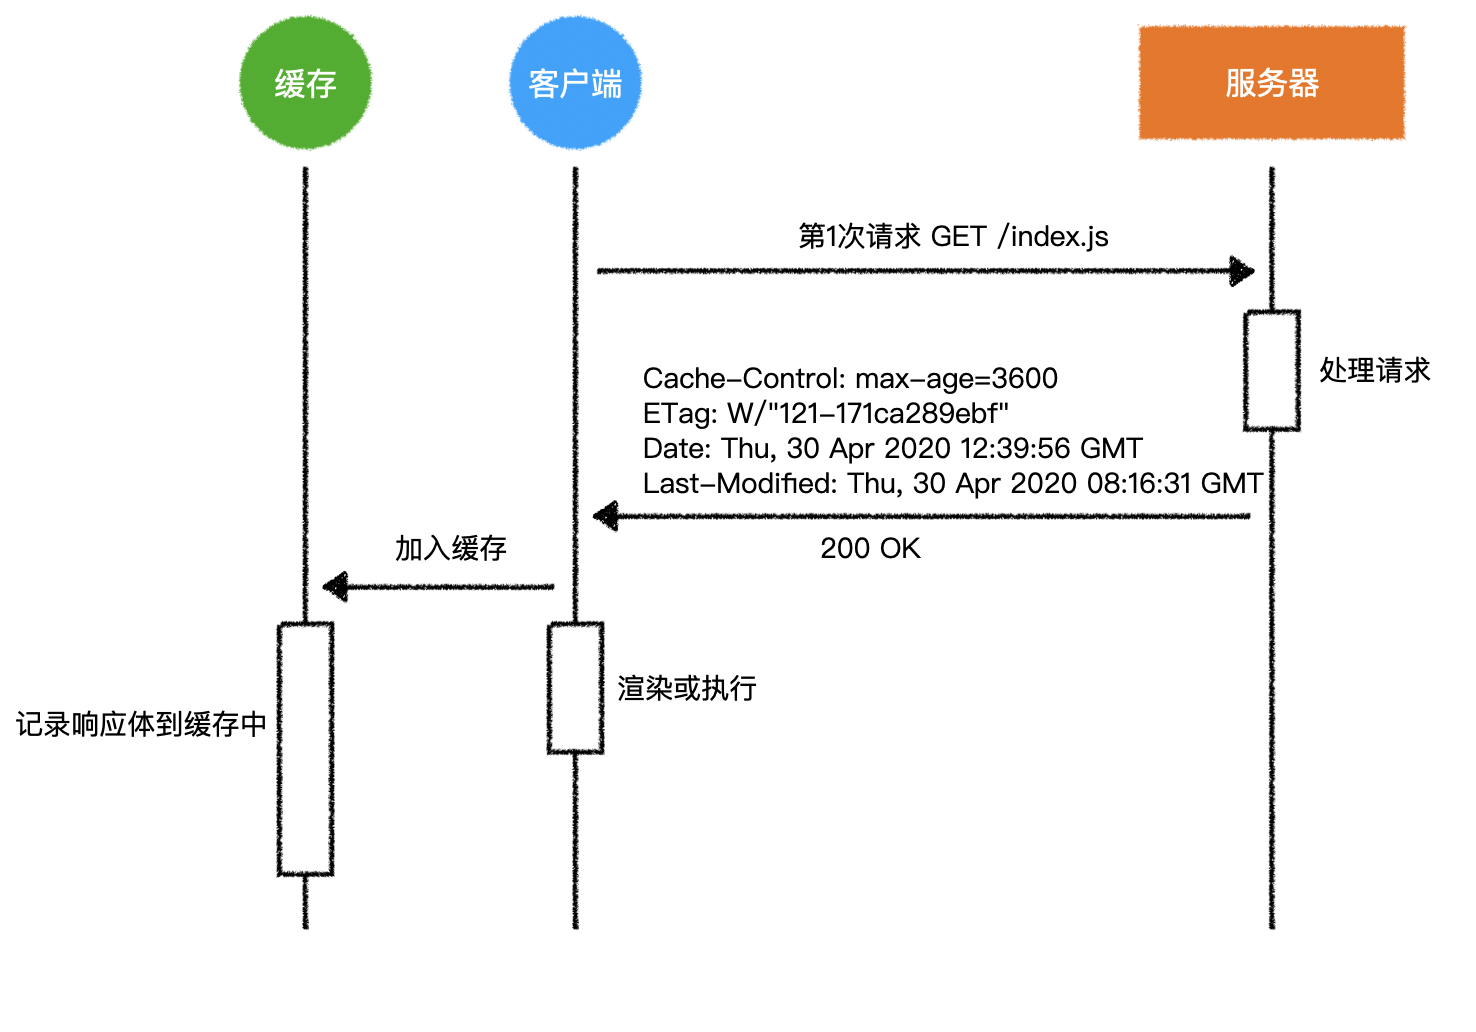 缓存
客户端
服务器
第1次请求 GET /index.js
处理请求
Cache-Control: max-age=3600
ETag: W/"121-171ca289ebf"
Date: Thu, 30 Apr 2020 12:39:56 GMT
Last-Modified: Thu, 30 Apr 2020 08:16:31 GMT
200 OK
加入缓存
渲染或执行
记录响应体到缓存中